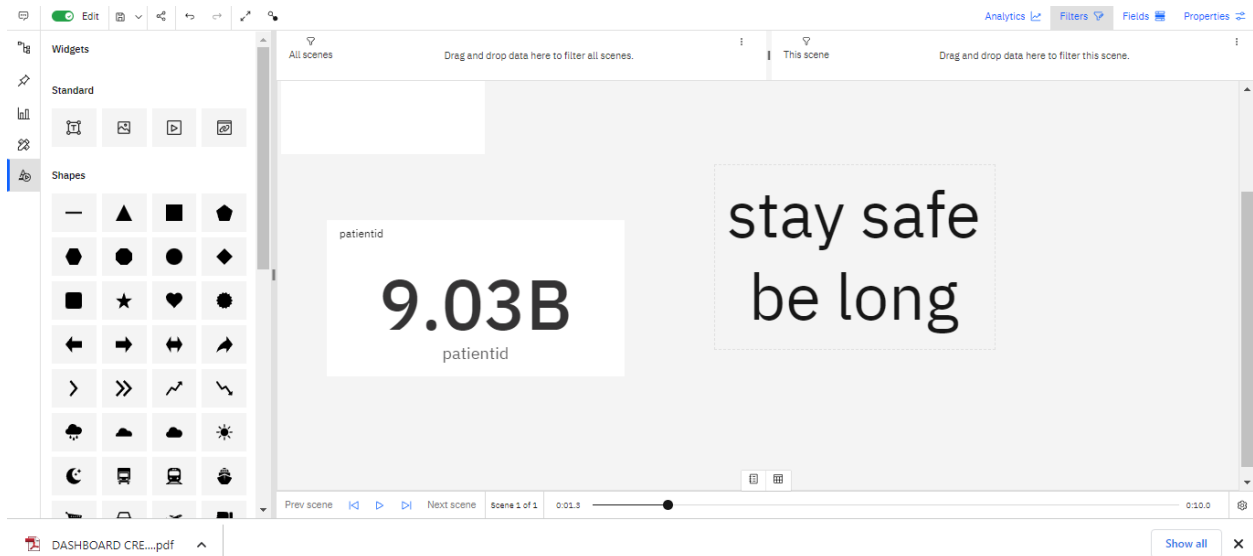 Edit
Analytics
Filters
Fields
Properties
Widgets
All scenes
Drag and drop data here to filter all scenes.
This scene
Drag and drop data here to filter this scene.
Standard
Shapes
patientid
9.03B
patientid
stay safe
be long
Prev scene
Next scene
Scene 1 of 1
0:01.3
0:10.0
DASHBOARD CRE....pdf
Show all